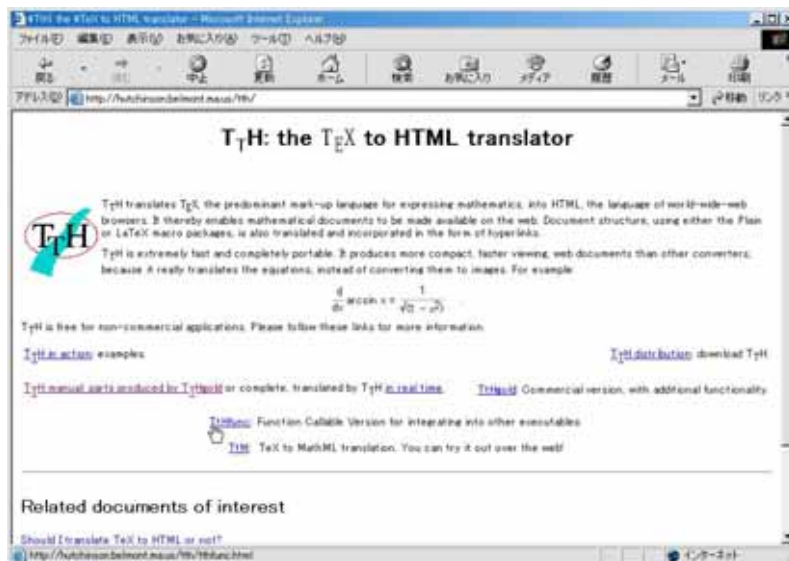 TTH: the TEX to HTML translator - Microsoft Internet Explorer
ファイル(F) 編集(E) 表示(V) お気に入り(A) ツール(T) ヘルプ(H)
戻る 進む 中止 更新 ホーム 検索 お気に入り メディア 履歴 メール 印刷
アドレス(D) http://hutchinson.belmont.ma.us/tth/ 移動 リンク
TTH: the TEX to HTML translator
TTH
TTH translates TEX, the predominant mark-up language for expressing mathematics, into HTML, the language of world-wide-web
browsers. It thereby enables mathematical documents to be made available on the web. Document structure, using either the Plain
or LaTeX macro packages, is also translated and incorporated in the form of hyperlinks.
TTH is extremely fast and completely portable. It produces more compact, faster viewing, web documents than other converters,
because it really translates the equations, instead of converting them to images. For example
d/dx arcsin x = 1/√(1 − x²)
TTH is free for non-commercial applications. Please follow these links for more information.
TTH in action: examples TTH distribution: download TTH
TTH manual parts produced by TTHgold or complete, translated by TTH in real time. TtHgold: Commercial version, with additional functionality
TtHfunc: Function Callable Version for integrating into other executables
TtM: TeX to MathML translation. You can try it out over the web!
Related documents of interest
Should I translate TeX to HTML or not?
http://hutchinson.belmont.ma.us/tth/tthfunc.html インターネット